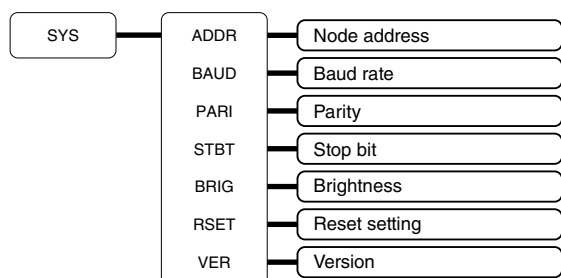 SYS ADDR Node address
BAUD Baud rate
PARI Parity
STBT Stop bit
BRIG Brightness
RSET Reset setting
VER Version